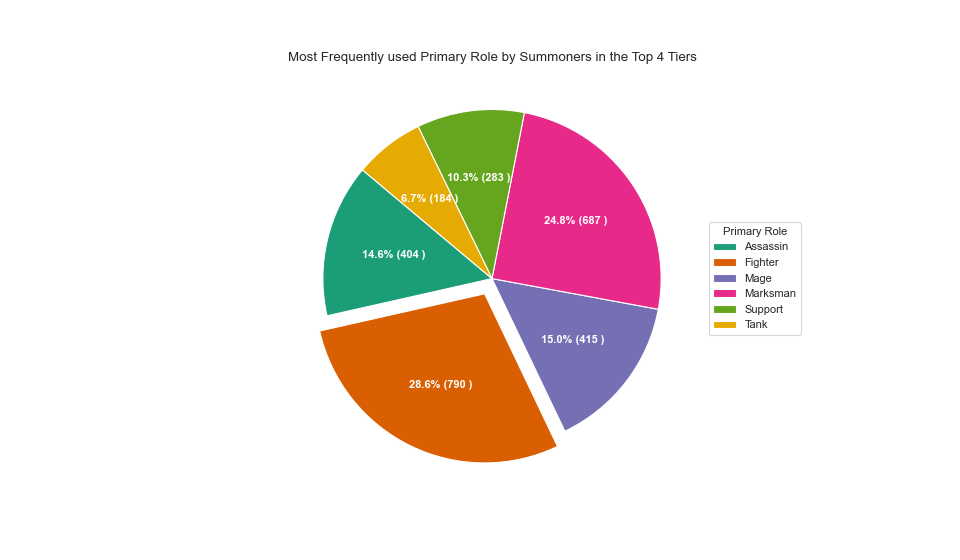 Most Frequently used Primary Role by Summoners in the Top 4 Tiers
10.3% (283 )
6.7% (184 )
24.8% (687 )
14.6% (404 )
15.0% (415 )
28.6% (790 )
Primary Role
Assassin
Fighter
Mage
Marksman
Support
Tank